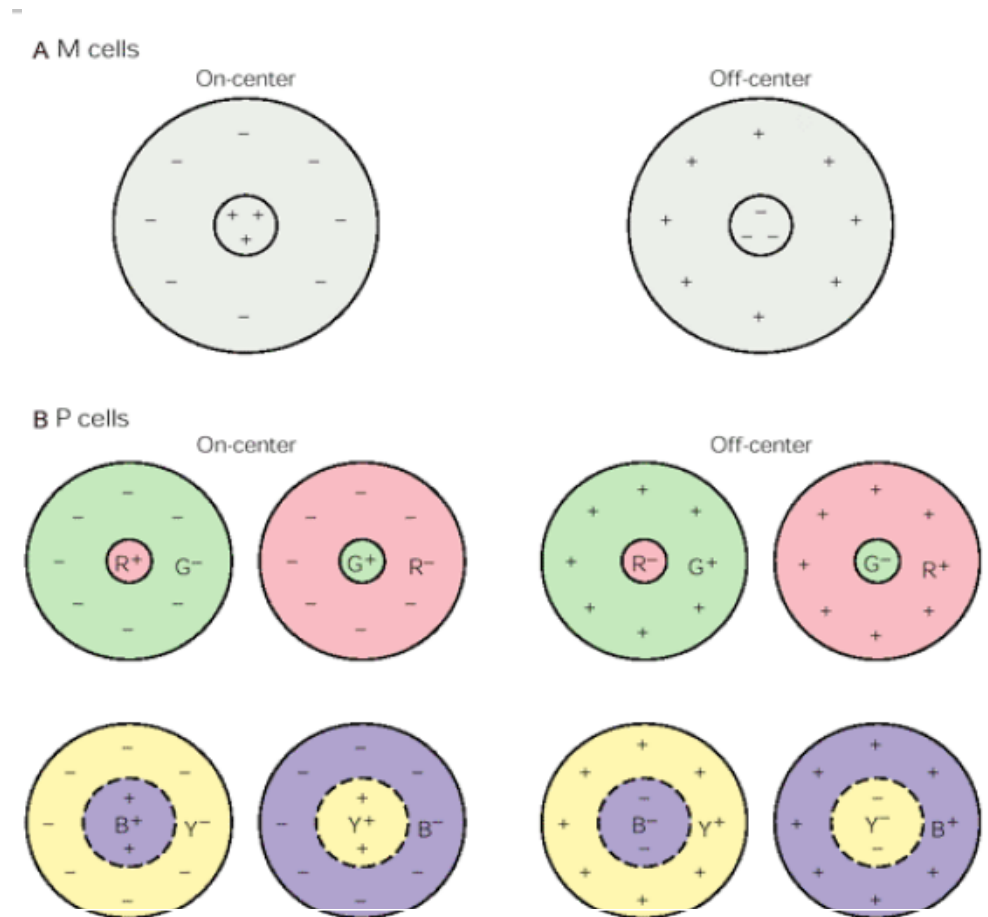 A M cells
On-center Off-center
− +
− − + +
+ + −
− − + +
+ − −
− − + +
− +
B P cells
On-center Off-center
− − + +
− − − − + + + +
− R⁺ G⁻ − G⁺ R⁻ + R⁻ G⁺ + G⁻ R⁺
− − − − + + + +
− − + +
− − + +
− − − − + + + +
+ + − −
− B⁺ Y⁻ − Y⁺ B⁻ + B⁻ Y⁺ + Y⁻ B⁺
+ + − −
− − − − + + + +
− − + +